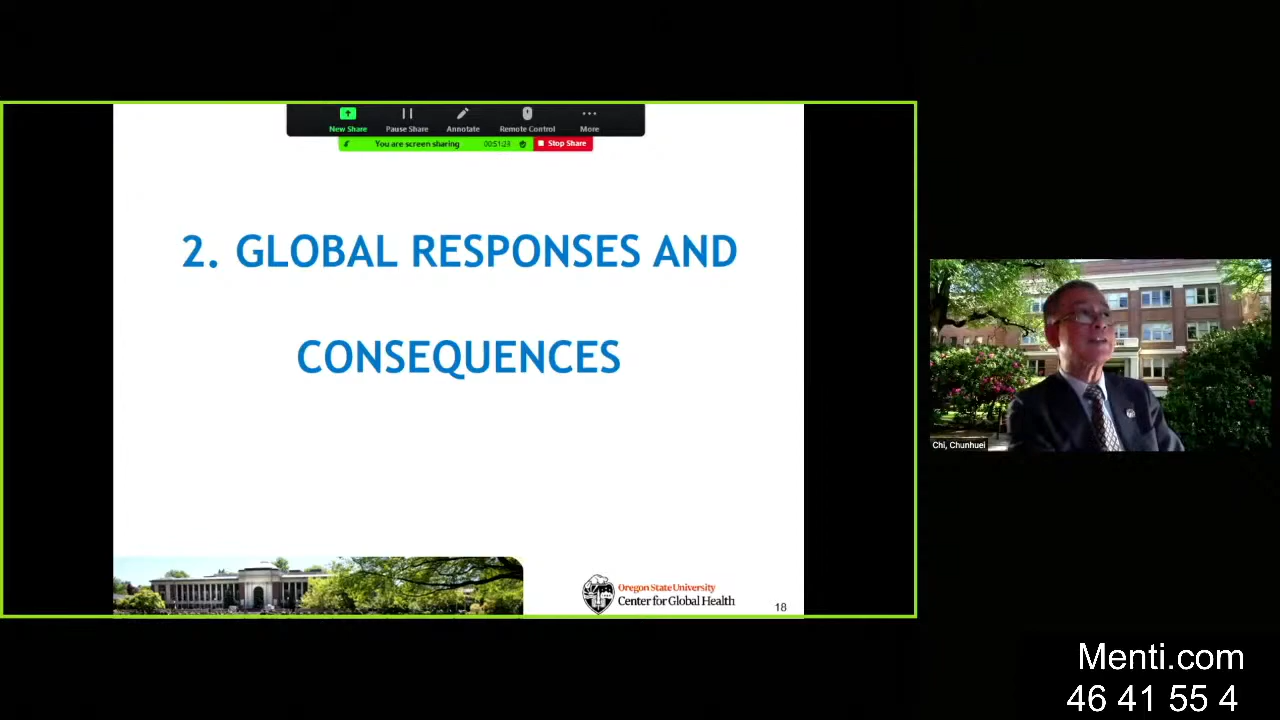 New Share
Pause Share
Annotate
Remote Control
More
You are screen sharing
00:51:23
Stop Share
2. GLOBAL RESPONSES AND
CONSEQUENCES
Oregon State University
Center for Global Health
18
Chi, Chunhuei
Menti.com
46 41 55 4